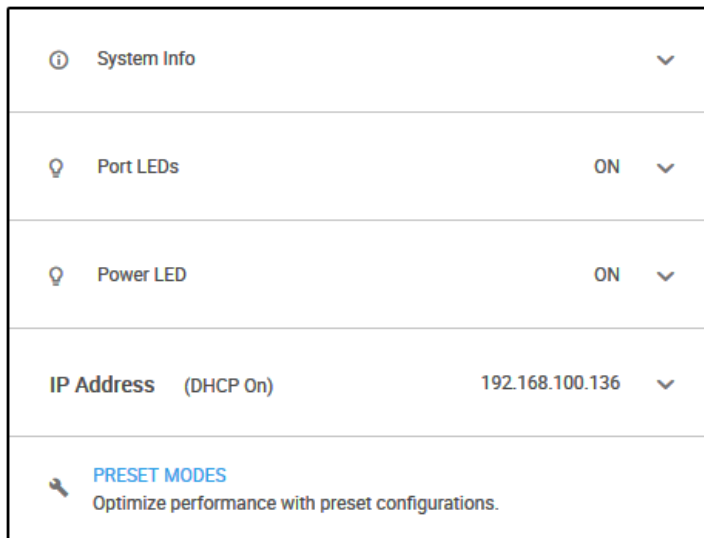 System Info
Port LEDs ON
Power LED ON
IP Address (DHCP On) 192.168.100.136
PRESET MODES
Optimize performance with preset configurations.